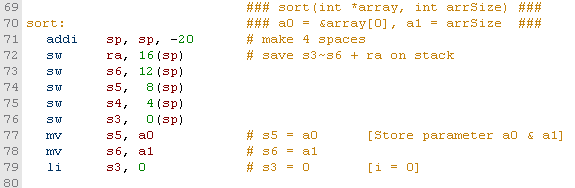 69 ### sort(int *array, int arrSize) ###
70 sort: ### a0 = &array[0], a1 = arrSize ###
71 addi sp, sp, -20 # make 4 spaces
72 sw ra, 16(sp) # save s3~s6 + ra on stack
73 sw s6, 12(sp)
74 sw s5, 8(sp)
75 sw s4, 4(sp)
76 sw s3, 0(sp)
77 mv s5, a0 # s5 = a0 [Store parameter a0 & a1]
78 mv s6, a1 # s6 = a1
79 li s3, 0 # s3 = 0 [i = 0]
80